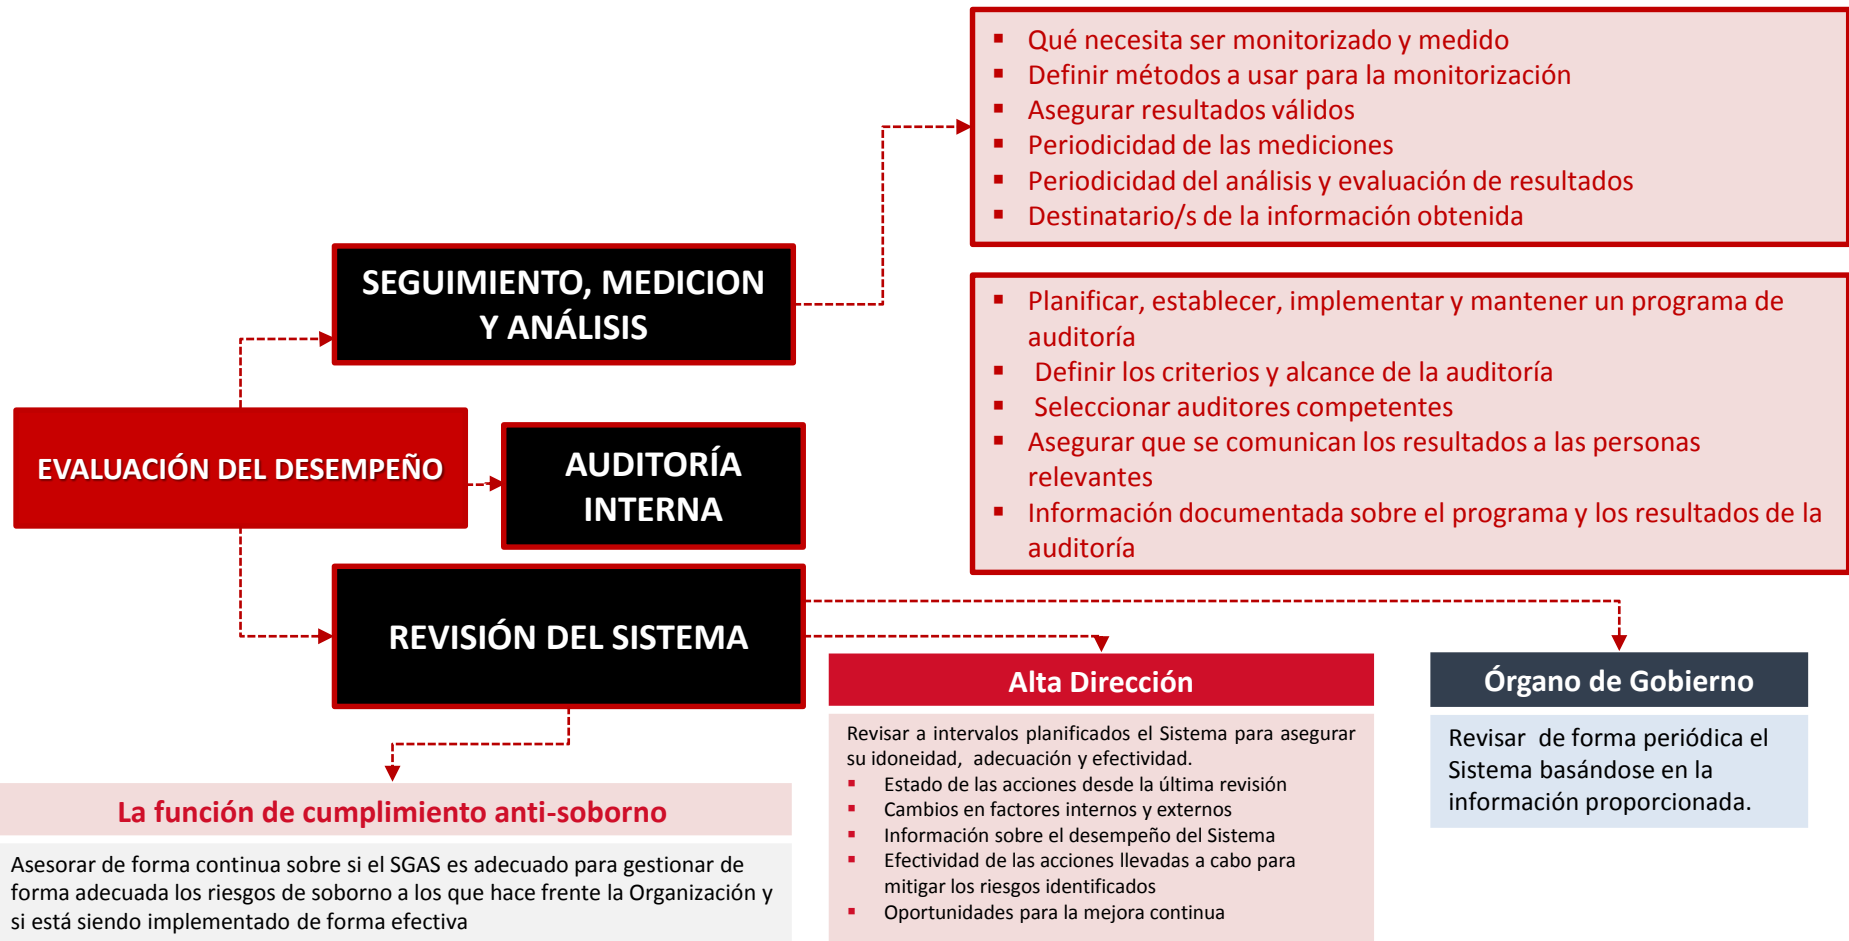 ▪ Qué necesita ser monitorizado y medido
▪ Definir métodos a usar para la monitorización
▪ Asegurar resultados válidos
▪ Periodicidad de las mediciones
▪ Periodicidad del análisis y evaluación de resultados
▪ Destinatario/s de la información obtenida
SEGUIMIENTO, MEDICION
Y ANÁLISIS
▪ Planificar, establecer, implementar y mantener un programa de
auditoría
▪ Definir los criterios y alcance de la auditoría
▪ Seleccionar auditores competentes
▪ Asegurar que se comunican los resultados a las personas
relevantes
▪ Información documentada sobre el programa y los resultados de la
auditoría
EVALUACIÓN DEL DESEMPEÑO
AUDITORÍA
INTERNA
REVISIÓN DEL SISTEMA
Alta Dirección
Revisar a intervalos planificados el Sistema para asegurar
su idoneidad, adecuación y efectividad.
▪ Estado de las acciones desde la última revisión
▪ Cambios en factores internos y externos
▪ Información sobre el desempeño del Sistema
▪ Efectividad de las acciones llevadas a cabo para
mitigar los riesgos identificados
▪ Oportunidades para la mejora continua
Órgano de Gobierno
Revisar de forma periódica el
Sistema basándose en la
información proporcionada.
La función de cumplimiento anti-soborno
Asesorar de forma continua sobre si el SGAS es adecuado para gestionar de
forma adecuada los riesgos de soborno a los que hace frente la Organización y
si está siendo implementado de forma efectiva